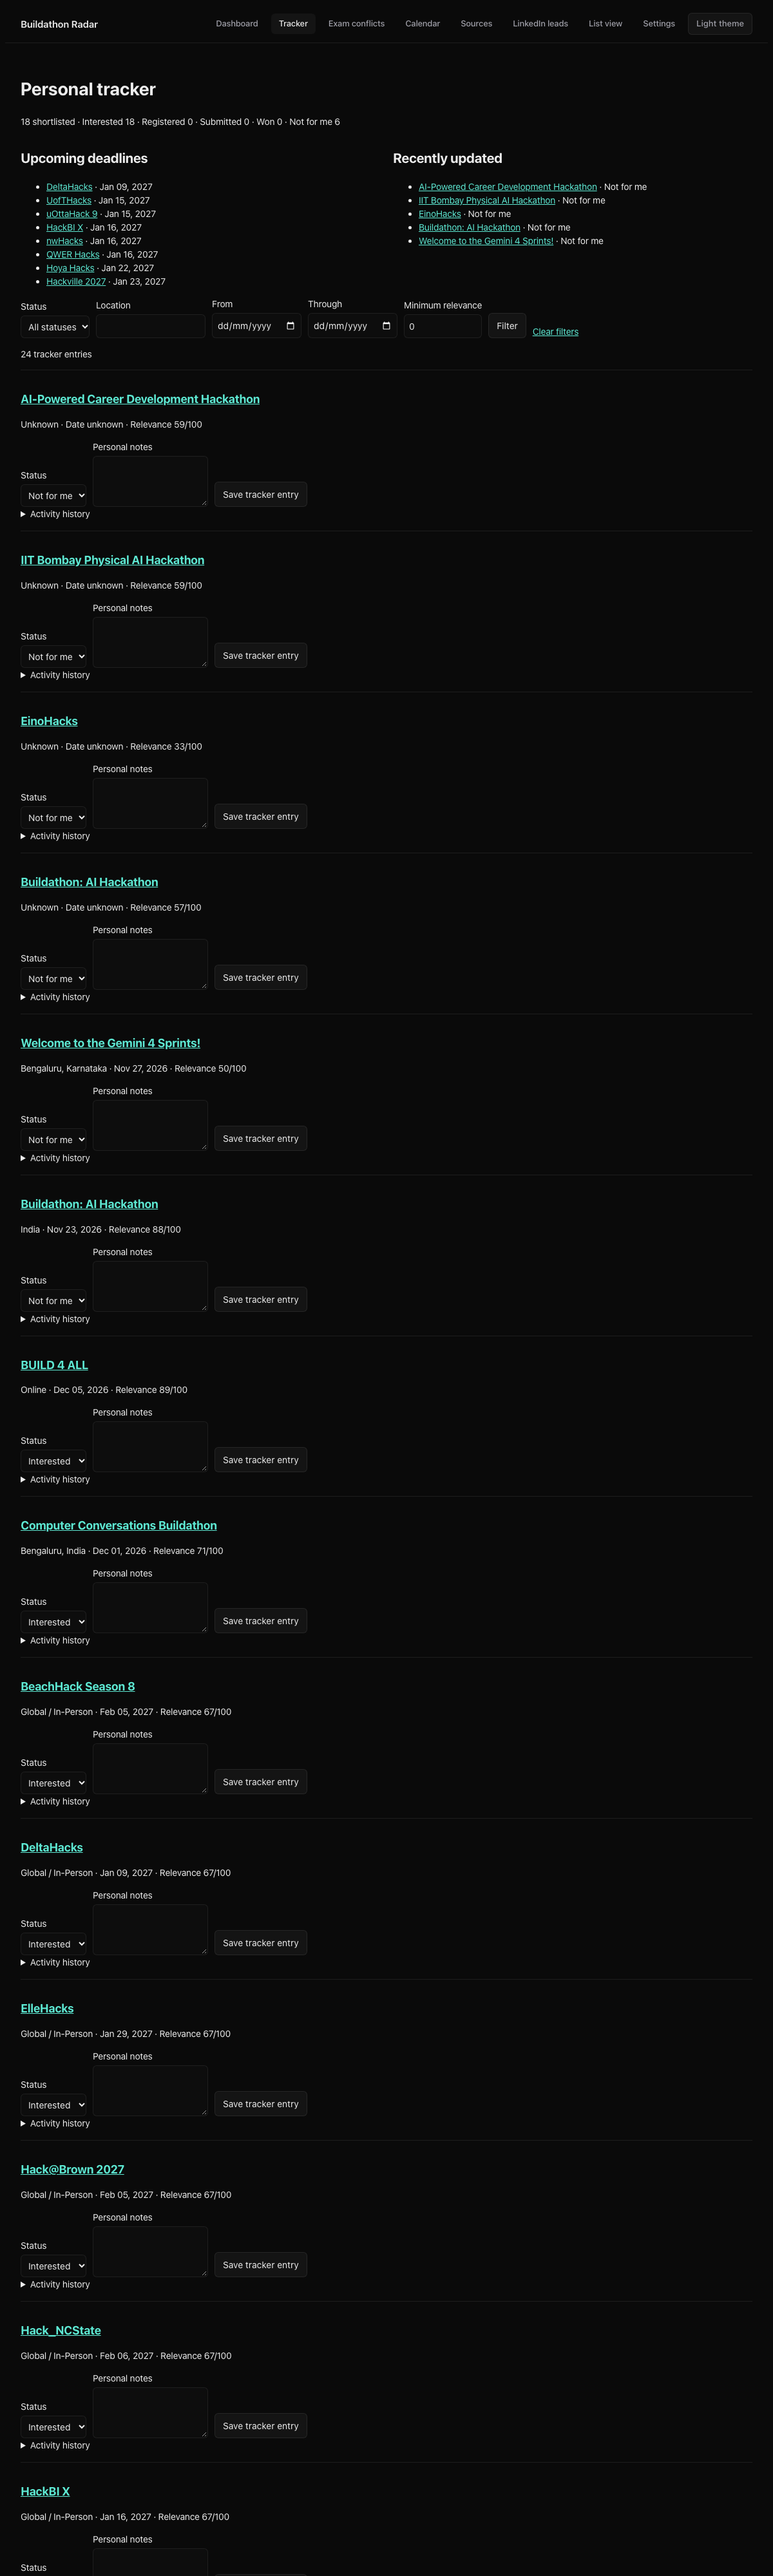 Buildathon Radar
Dashboard Tracker Exam conflicts Calendar Sources LinkedIn leads List view Settings Light theme
Personal tracker
18 shortlisted · Interested 18 · Registered 0 · Submitted 0 · Won 0 · Not for me 6
Upcoming deadlines
DeltaHacks · Jan 09, 2027
UofTHacks · Jan 15, 2027
uOttaHack 9 · Jan 15, 2027
HackBI X · Jan 16, 2027
nwHacks · Jan 16, 2027
QWER Hacks · Jan 16, 2027
Hoya Hacks · Jan 22, 2027
Hackville 2027 · Jan 23, 2027
Recently updated
AI-Powered Career Development Hackathon · Not for me
IIT Bombay Physical AI Hackathon · Not for me
EinoHacks · Not for me
Buildathon: AI Hackathon · Not for me
Welcome to the Gemini 4 Sprints! · Not for me
Status Location From Through Minimum relevance
All statuses dd/mm/yyyy dd/mm/yyyy 0 Filter Clear filters
24 tracker entries
AI-Powered Career Development Hackathon
Unknown · Date unknown · Relevance 59/100
Personal notes
Status
Not for me Save tracker entry
Activity history
IIT Bombay Physical AI Hackathon
Unknown · Date unknown · Relevance 59/100
Personal notes
Status
Not for me Save tracker entry
Activity history
EinoHacks
Unknown · Date unknown · Relevance 33/100
Personal notes
Status
Not for me Save tracker entry
Activity history
Buildathon: AI Hackathon
Unknown · Date unknown · Relevance 57/100
Personal notes
Status
Not for me Save tracker entry
Activity history
Welcome to the Gemini 4 Sprints!
Bengaluru, Karnataka · Nov 27, 2026 · Relevance 50/100
Personal notes
Status
Not for me Save tracker entry
Activity history
Buildathon: AI Hackathon
India · Nov 23, 2026 · Relevance 88/100
Personal notes
Status
Not for me Save tracker entry
Activity history
BUILD 4 ALL
Online · Dec 05, 2026 · Relevance 89/100
Personal notes
Status
Interested Save tracker entry
Activity history
Computer Conversations Buildathon
Bengaluru, India · Dec 01, 2026 · Relevance 71/100
Personal notes
Status
Interested Save tracker entry
Activity history
BeachHack Season 8
Global / In-Person · Feb 05, 2027 · Relevance 67/100
Personal notes
Status
Interested Save tracker entry
Activity history
DeltaHacks
Global / In-Person · Jan 09, 2027 · Relevance 67/100
Personal notes
Status
Interested Save tracker entry
Activity history
ElleHacks
Global / In-Person · Jan 29, 2027 · Relevance 67/100
Personal notes
Status
Interested Save tracker entry
Activity history
Hack@Brown 2027
Global / In-Person · Feb 05, 2027 · Relevance 67/100
Personal notes
Status
Interested Save tracker entry
Activity history
Hack_NCState
Global / In-Person · Feb 06, 2027 · Relevance 67/100
Personal notes
Status
Interested Save tracker entry
Activity history
HackBI X
Global / In-Person · Jan 16, 2027 · Relevance 67/100
Personal notes
Status